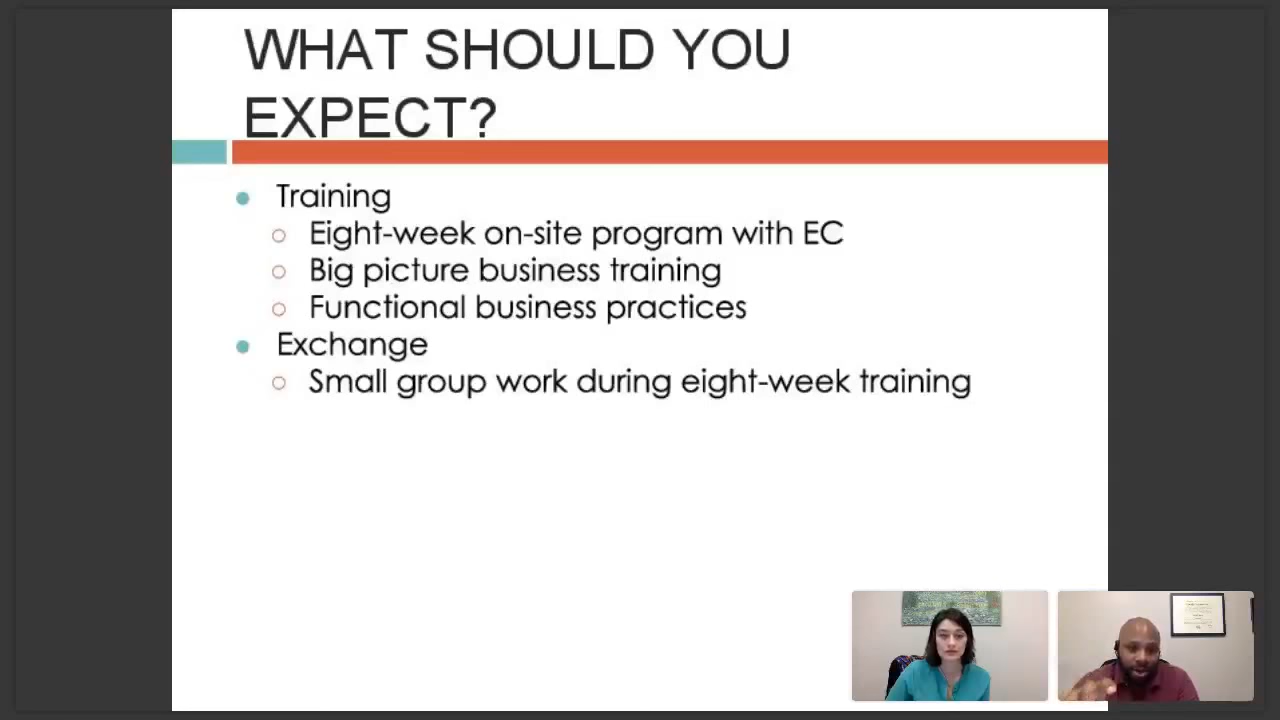 WHAT SHOULD YOU
EXPECT?
Training
Eight-week on-site program with EC
Big picture business training
Functional business practices
Exchange
Small group work during eight-week training